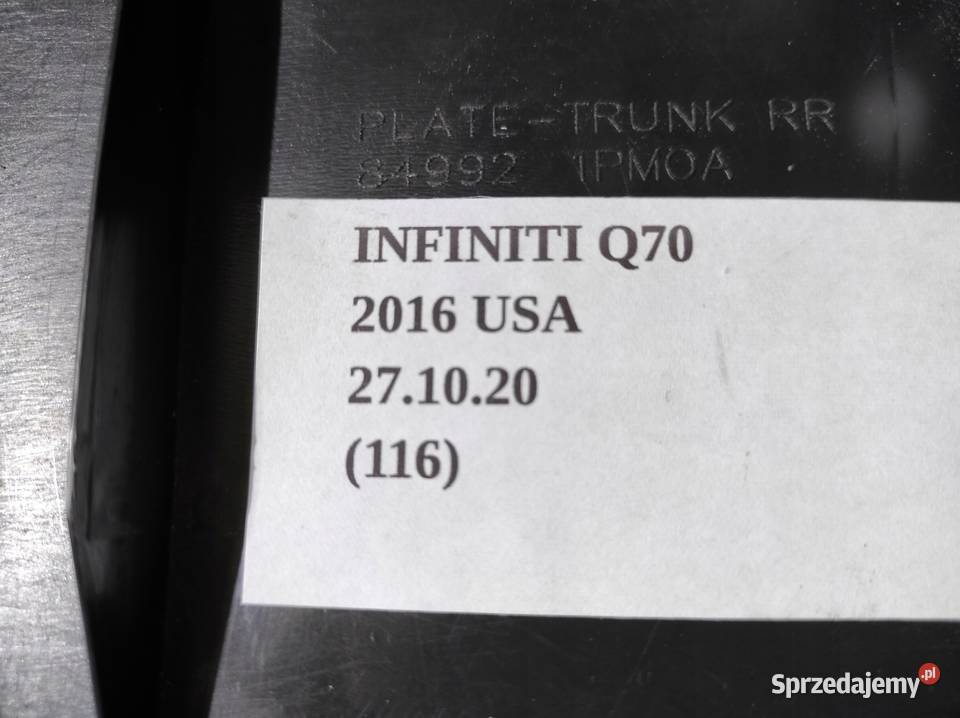 PLATE-TRUNK RR
84992 1PM0A
INFINITI Q70
2016 USA
27.10.20
(116)
Sprzedajemy.pl